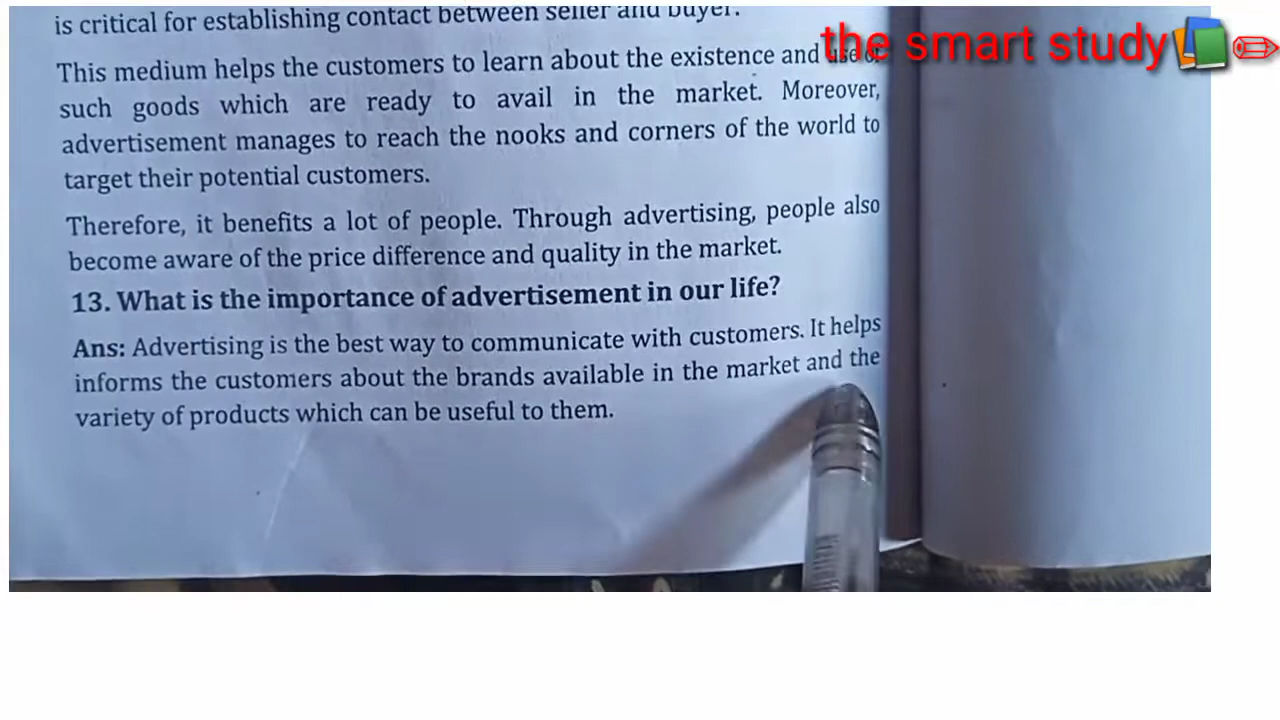 is critical for establishing contact between seller and buyer.
the smart study
This medium helps the customers to learn about the existence and use of
such goods which are ready to avail in the market. Moreover,
advertisement manages to reach the nooks and corners of the world to
target their potential customers.
Therefore, it benefits a lot of people. Through advertising, people also
become aware of the price difference and quality in the market.
13. What is the importance of advertisement in our life?
Ans: Advertising is the best way to communicate with customers. It helps
informs the customers about the brands available in the market and the
variety of products which can be useful to them.